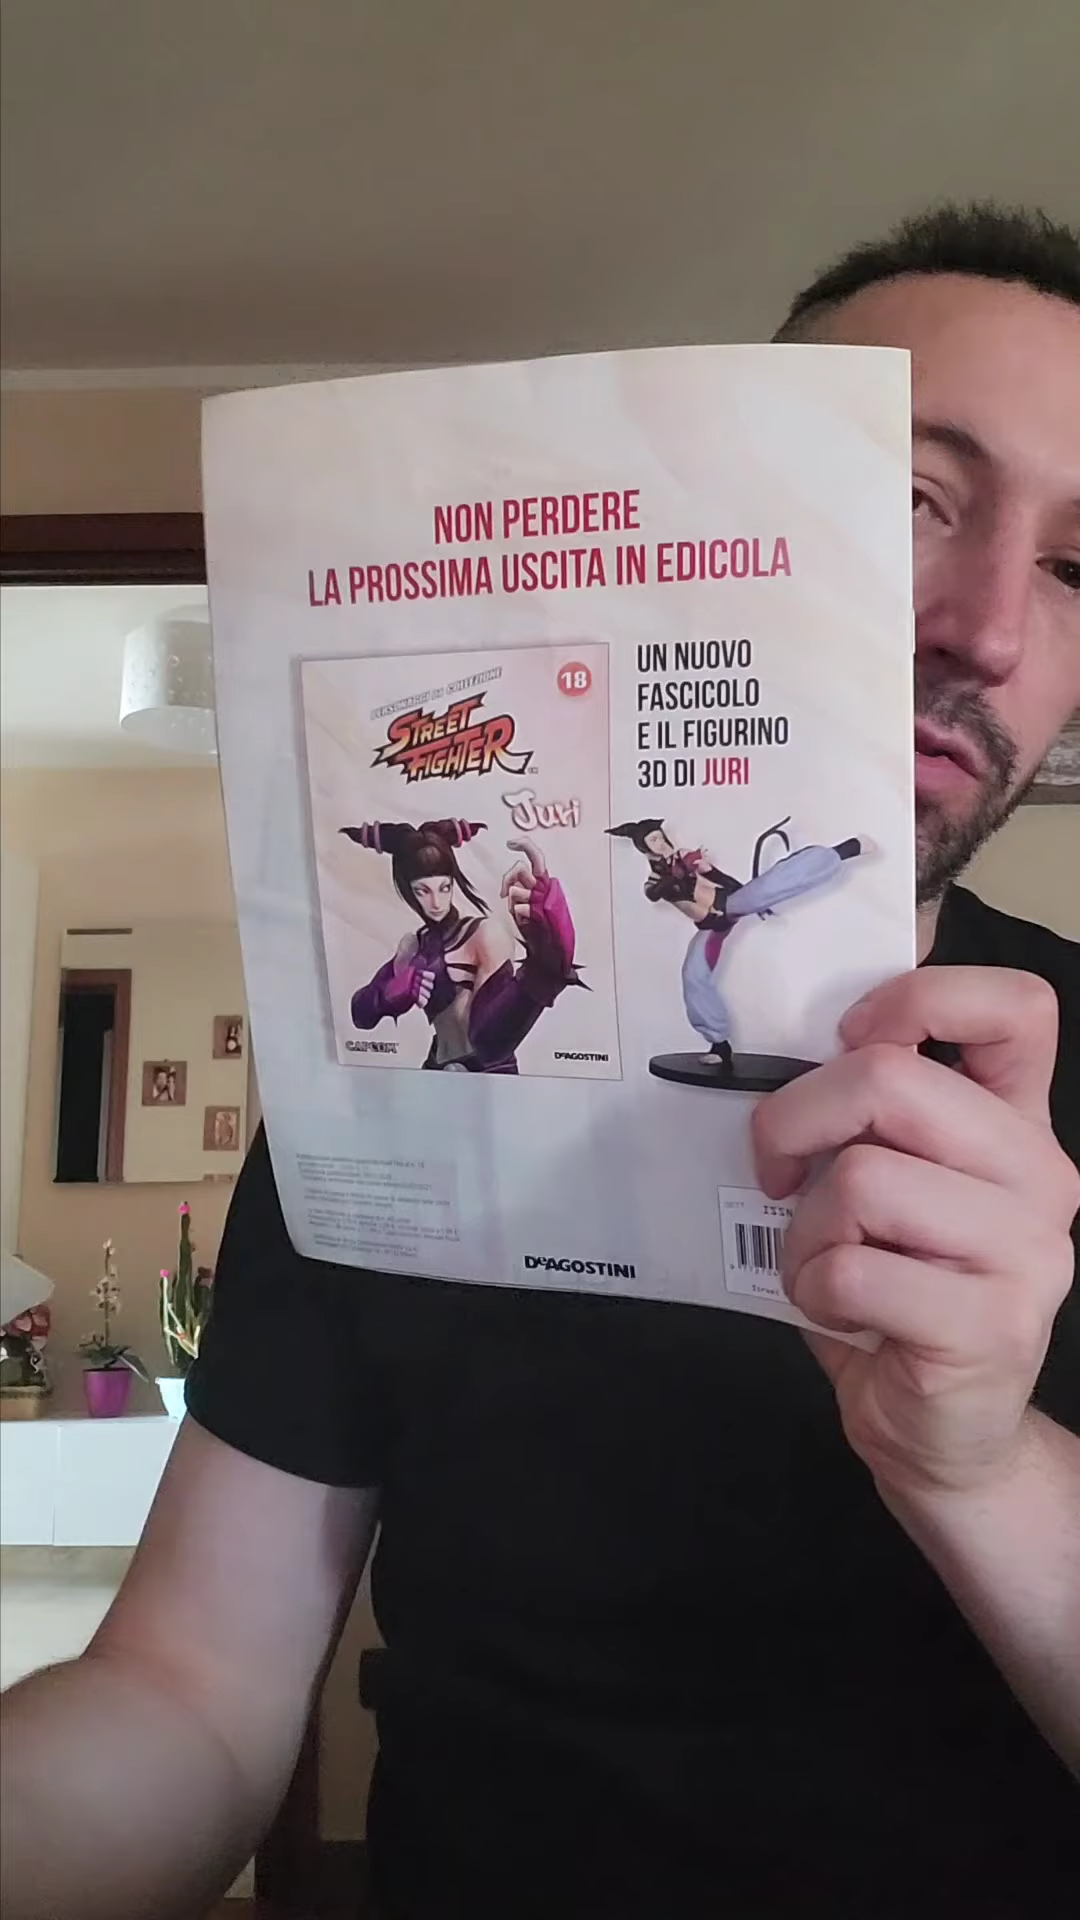 NON PERDERE
LA PROSSIMA USCITA IN EDICOLA
UN NUOVO
FASCICOLO
E IL FIGURINO
3D DI JURI
PERSONAGGI DA COLLEZIONE
18
STREET
FIGHTER
Juri
CAPCOM
DEAGOSTINI
DEAGOSTINI
ISSN